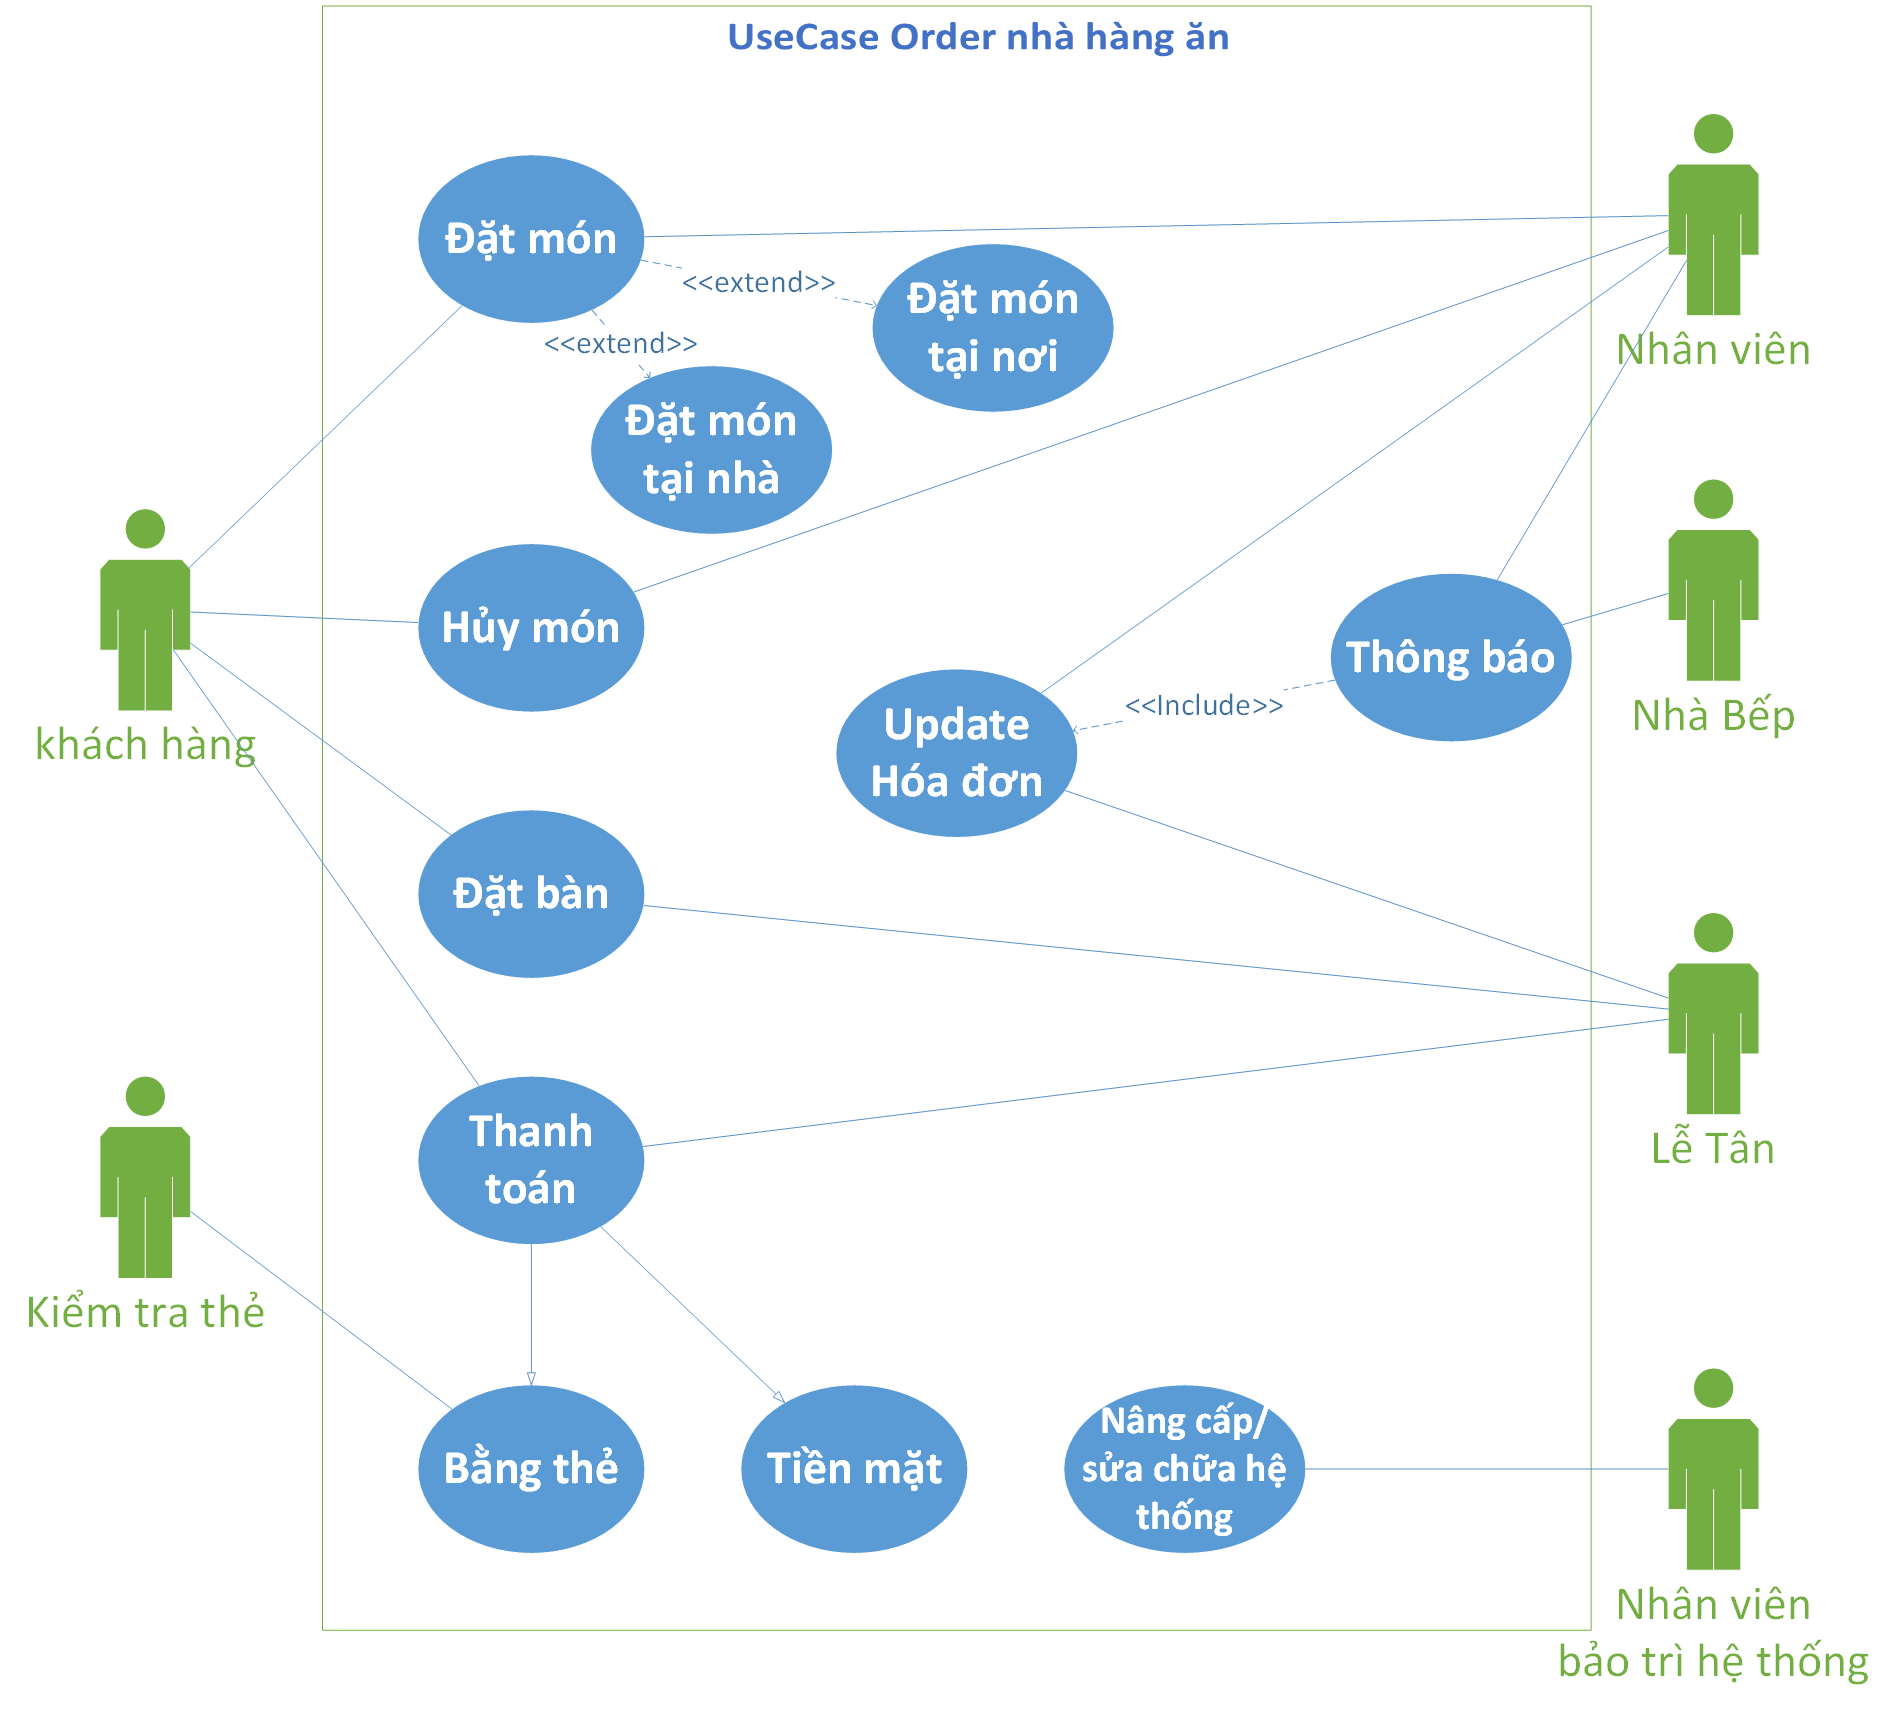 UseCase Order nhà hàng ăn
Đặt món
<<extend>>
Đặt món
tại nơi
<<extend>>
Đặt món
tại nhà
Nhân viên
khách hàng
Hủy món
Thông báo
<<Include>>
Update
Hóa đơn
Nhà Bếp
Đặt bàn
Thanh
toán
Lễ Tân
Kiểm tra thẻ
Bằng thẻ
Tiền mặt
Nâng cấp/
sửa chữa hệ
thống
Nhân viên
bảo trì hệ thống